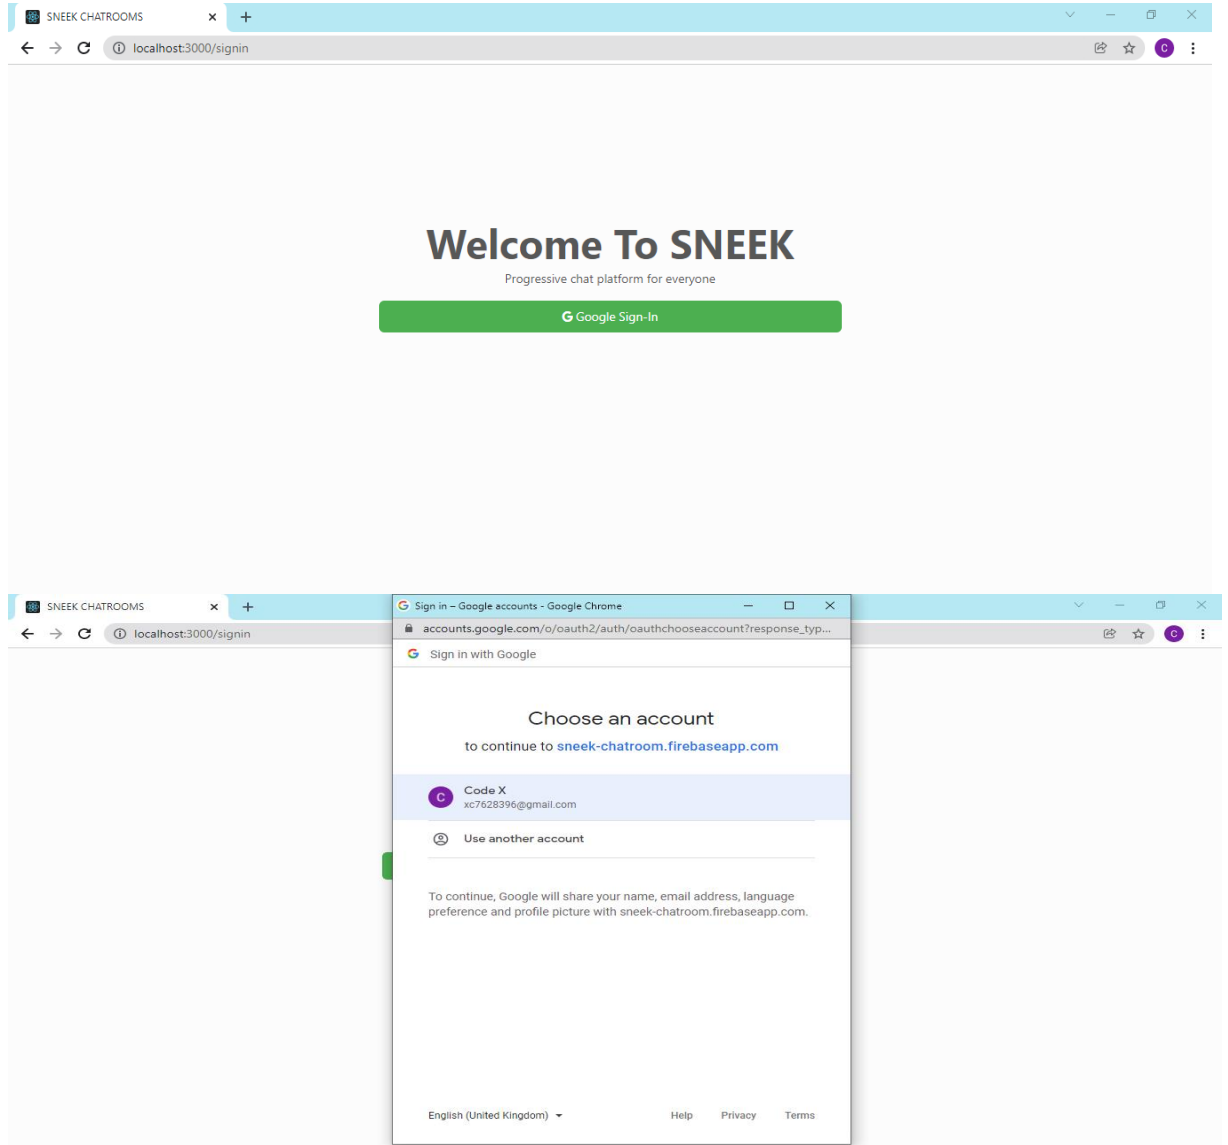 SNEEK CHATROOMS
localhost:3000/signin
C
Welcome To SNEEK
Progressive chat platform for everyone
G Google Sign-In
SNEEK CHATROOMS
localhost:3000/signin
C
G Sign in – Google accounts - Google Chrome
accounts.google.com/o/oauth2/auth/oauthchooseaccount?response_typ...
G Sign in with Google
Choose an account
to continue to sneek-chatroom.firebaseapp.com
C
Code X
xc7628396@gmail.com
Use another account
To continue, Google will share your name, email address, language
preference and profile picture with sneek-chatroom.firebaseapp.com.
English (United Kingdom)
Help Privacy Terms